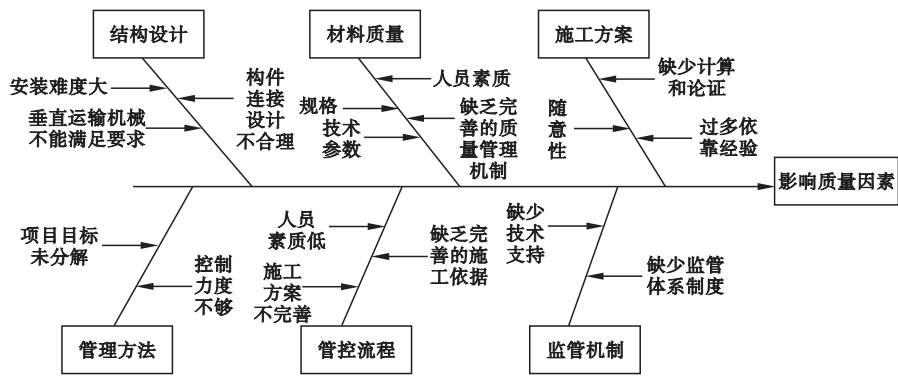 结构设计
材料质量
施工方案
安装难度大
构件
连接
设计
不合理
垂直运输机械
不能满足要求
人员素质
规格
技术
参数
缺乏完
善的质
量管理
机制
缺少计算
和论证
随
意
性
过多依
靠经验
影响质量因素
项目目标
未分解
控制
力度
不够
人员
素质低
施工
方案
不完善
缺乏完
善的施
工依据
缺少
技术
支持
缺少监管
体系制度
管理方法
管控流程
监管机制